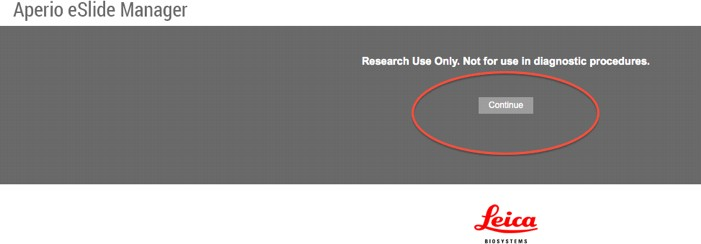 Aperio eSlide Manager
Research Use Only. Not for use in diagnostic procedures.
Continue
Leica
BIOSYSTEMS